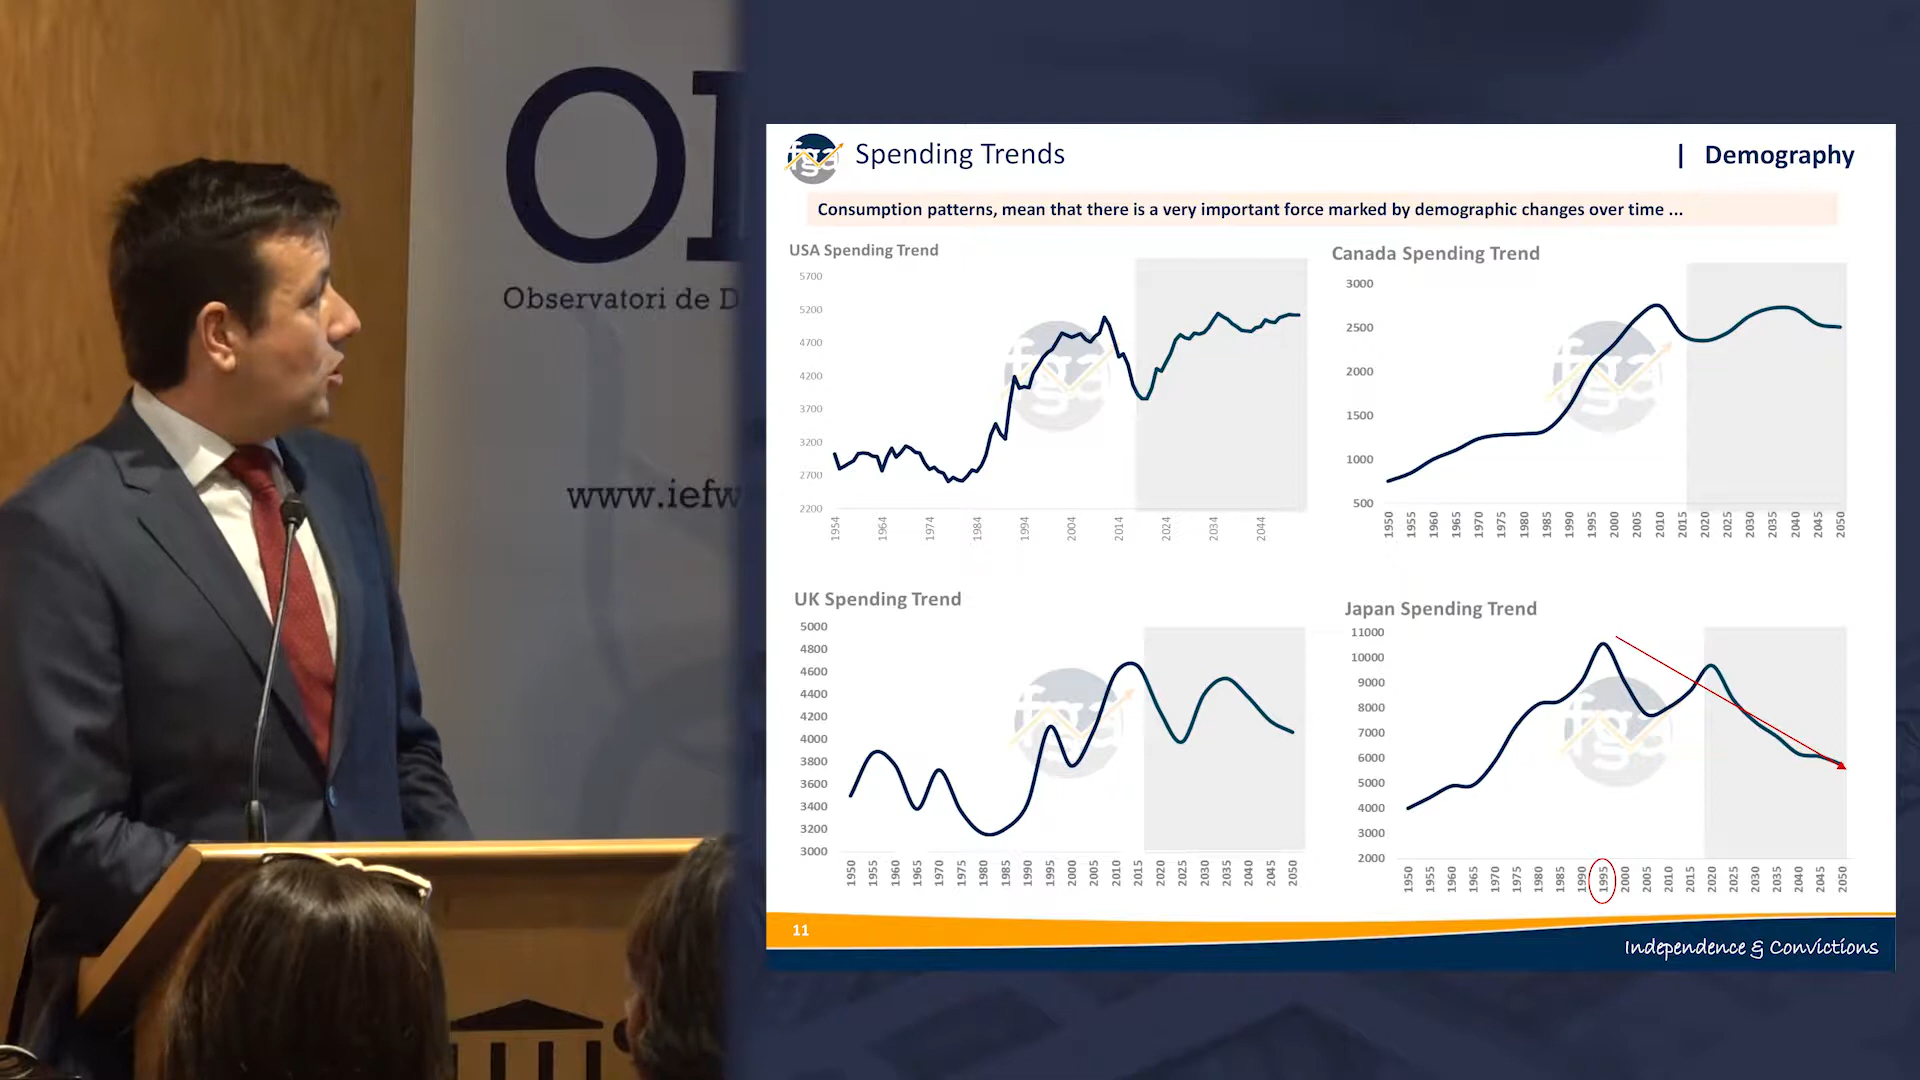 Observatori de D
www.iefw
fga
Spending Trends
| Demography
Consumption patterns, mean that there is a very important force marked by demographic changes over time ...
USA Spending Trend
5700
5200
4700
4200
3700
3200
2700
2200
1954 1964 1974 1984 1994 2004 2014 2024 2034 2044
Canada Spending Trend
3000
2500
2000
1500
1000
500
1950 1955 1960 1965 1970 1975 1980 1985 1990 1995 2000 2005 2010 2015 2020 2025 2030 2035 2040 2045 2050
UK Spending Trend
5000
4800
4600
4400
4200
4000
3800
3600
3400
3200
3000
1950 1955 1960 1965 1970 1975 1980 1985 1990 1995 2000 2005 2010 2015 2020 2025 2030 2035 2040 2045 2050
Japan Spending Trend
11000
10000
9000
8000
7000
6000
5000
4000
3000
2000
1950 1955 1960 1965 1970 1975 1980 1985 1990 1995 2000 2005 2010 2015 2020 2025 2030 2035 2040 2045 2050
11
Independence & Convictions